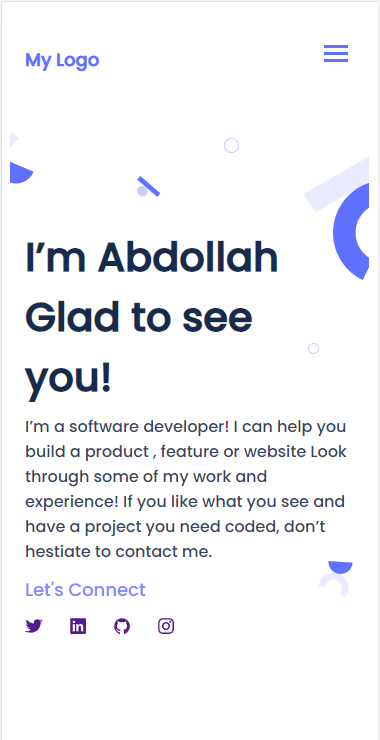 My Logo
I’m Abdollah
Glad to see
you!
I’m a software developer! I can help you
build a product , feature or website Look
through some of my work and
experience! If you like what you see and
have a project you need coded, don’t
hestiate to contact me.
Let's Connect